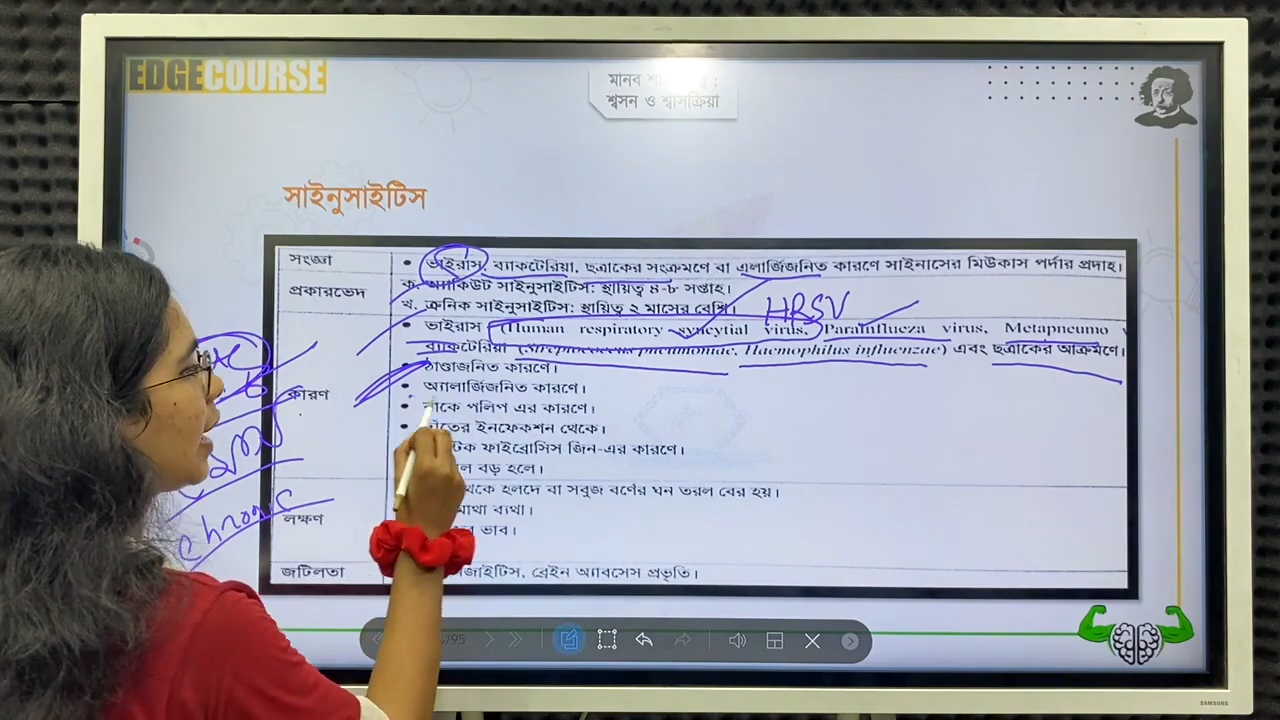 EDGECOURSE
মানব শা :
শ্বসন ও শ্বাসক্রিয়া
সাইনুসাইটিস
সংজ্ঞা
• ভাইরাস, ব্যাকটেরিয়া, ছত্রাকের সংক্রমণে বা এলার্জিজনিত কারণে সাইনাসের মিউকাস পর্দার প্রদাহ।
প্রকারভেদ
ক. অ্যাকিউট সাইনুসাইটিস: স্থায়িত্ব ৪-৮ সপ্তাহ।
খ. ক্রনিক সাইনুসাইটিস: স্থায়িত্ব ২ মাসের বেশি।
HRSV
কারণ
• ভাইরাস (Human respiratory syncytial virus, Parainflueza virus, Metapneumo v
ব্যাকটেরিয়া (Streptococcus pneumoniae, Haemophilus influenzae) এবং ছত্রাকের আক্রমণে।
• ঠাণ্ডাজনিত কারণে।
• অ্যালার্জিজনিত কারণে।
• নাকে পলিপ এর কারণে।
• দাঁতের ইনফেকশন থেকে।
টিক ফাইব্রোসিস জিন-এর কারণে।
ল বড় হলে।
লক্ষণ
থেকে হলদে বা সবুজ বর্ণের ঘন তরল বের হয়।
মাথা ব্যথা।
ভাব।
chronic
জটিলতা
জাইটিস, ব্রেইন অ্যাবসেস প্রভৃতি।
/95
SAMSUNG